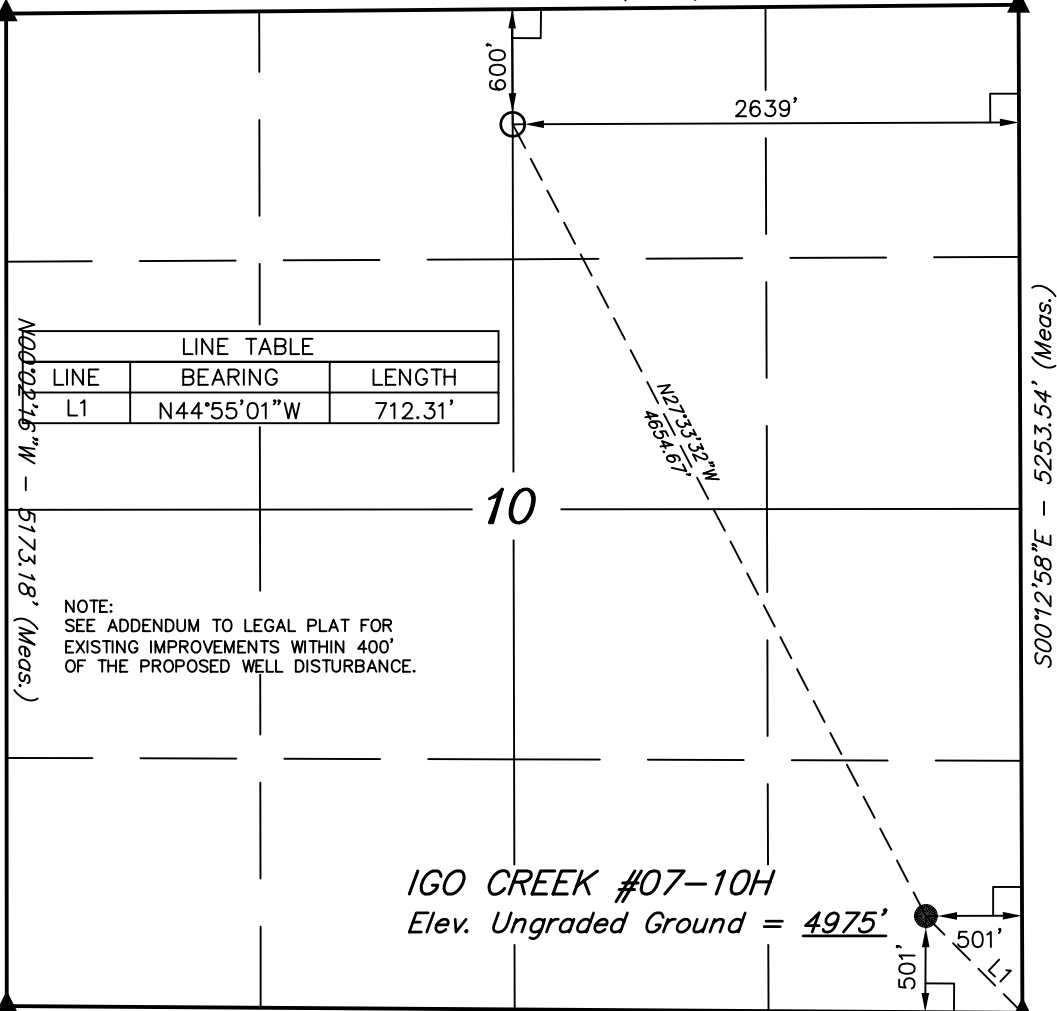 600'
2639'
LINE TABLE
LINE BEARING LENGTH
L1 N44°55'01"W 712.31'
N00°02'16"W - 5173.18' (Meas.)
S00°12'58"E - 5253.54' (Meas.)
N27°33'32"W
4654.67'
10
NOTE:
SEE ADDENDUM TO LEGAL PLAT FOR
EXISTING IMPROVEMENTS WITHIN 400'
OF THE PROPOSED WELL DISTURBANCE.
IGO CREEK #07-10H
Elev. Ungraded Ground = 4975'
501'
501'
L1